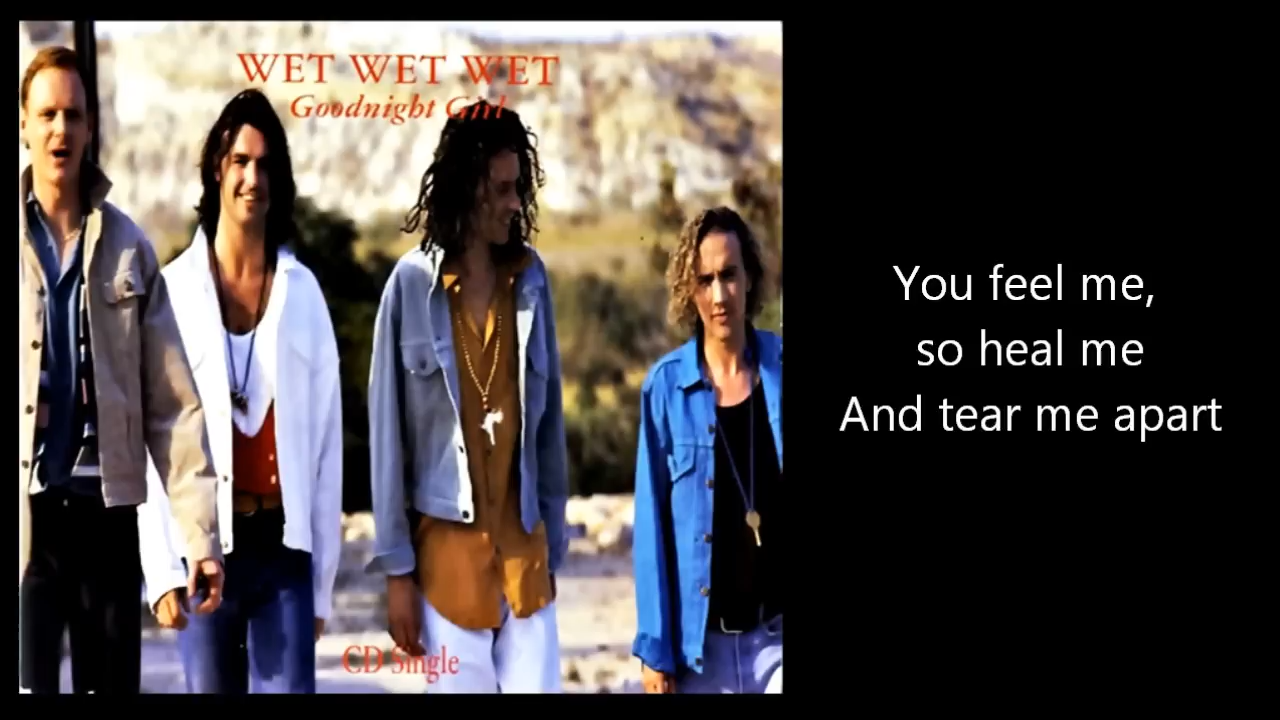 WET WET WET
Goodnight Girl
CD Single
You feel me,
so heal me
And tear me apart